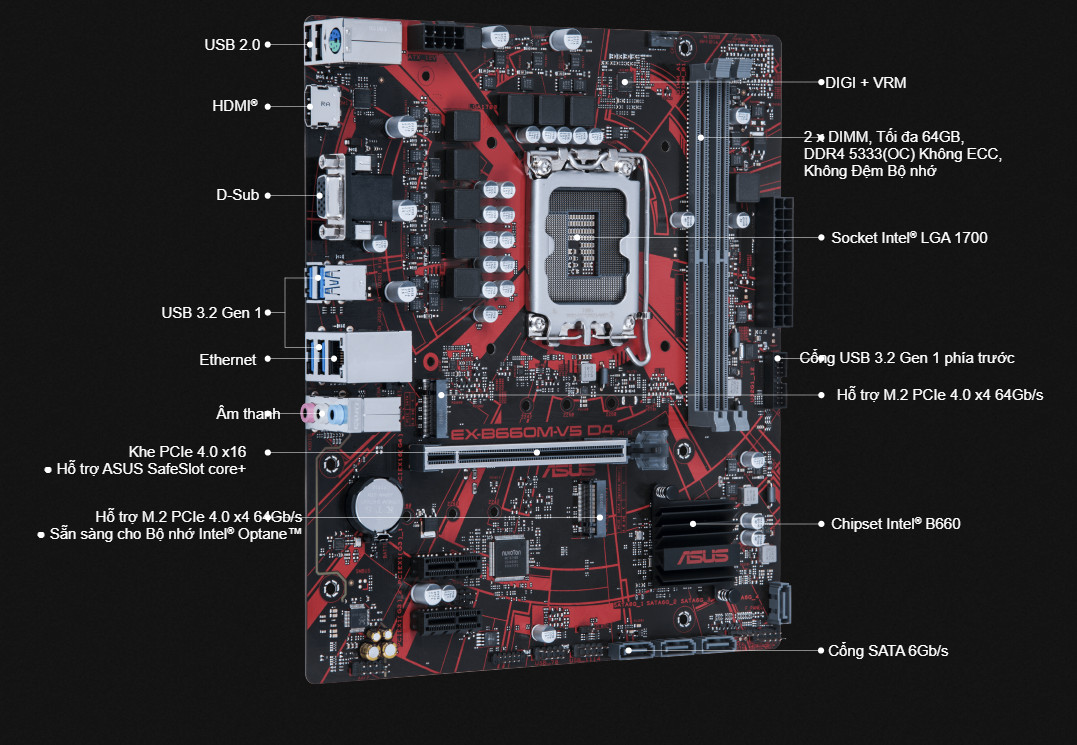 USB 2.0
HDMI®
D-Sub
USB 3.2 Gen 1
Ethernet
Âm thanh
Khe PCIe 4.0 x16
• Hỗ trợ ASUS SafeSlot core+
Hỗ trợ M.2 PCIe 4.0 x4 64Gb/s
• Sẵn sàng cho Bộ nhớ Intel® Optane™
DIGI + VRM
2 x DIMM, Tối đa 64GB,
DDR4 5333(OC) Không ECC,
Không Đệm Bộ nhớ
Socket Intel® LGA 1700
Cổng USB 3.2 Gen 1 phía trước
Hỗ trợ M.2 PCIe 4.0 x4 64Gb/s
Chipset Intel® B660
Cổng SATA 6Gb/s
EX-B660M-V5 D4
ASUS
nuvoTon
ASUS